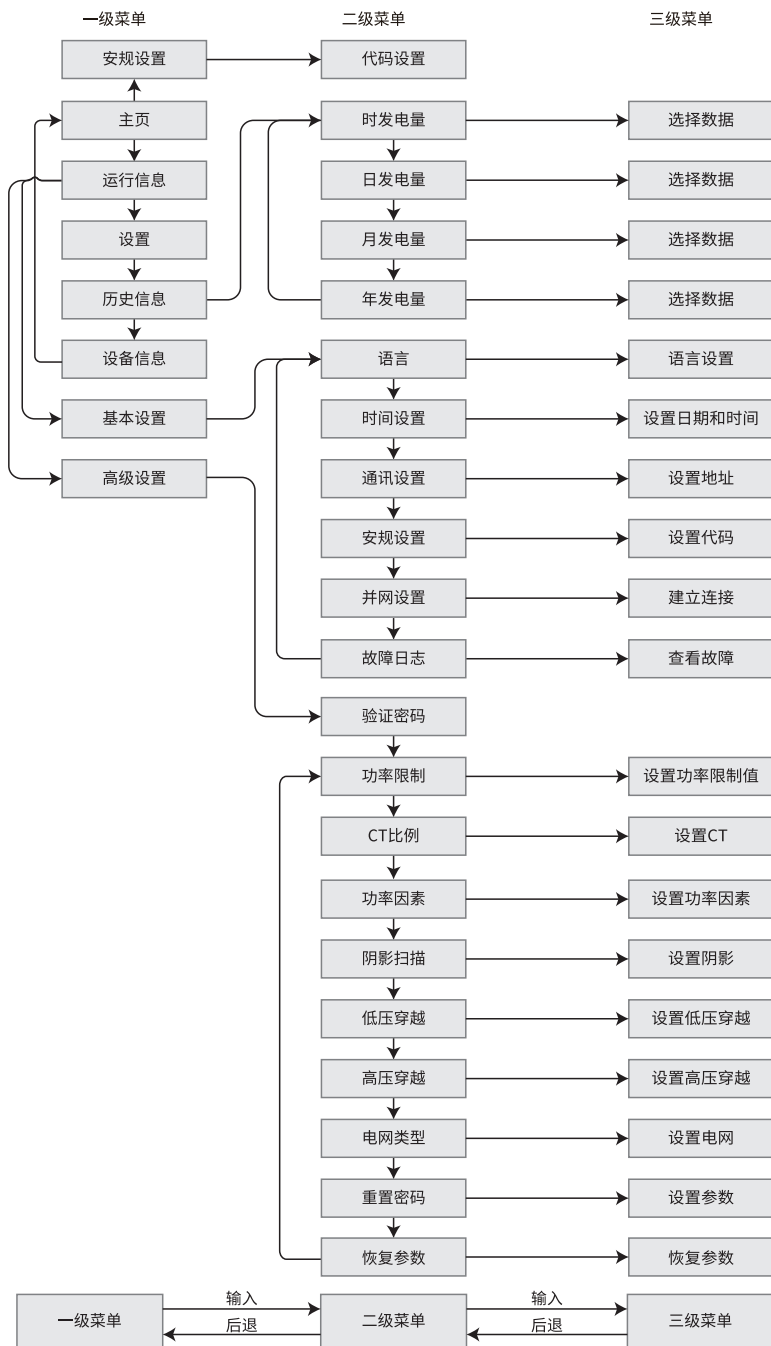 一级菜单 二级菜单 三级菜单
安规设置 代码设置
主页 时发电量 选择数据
运行信息 日发电量 选择数据
设置 月发电量 选择数据
历史信息 年发电量 选择数据
设备信息 语言 语言设置
基本设置 时间设置 设置日期和时间
高级设置 通讯设置 设置地址
安规设置 设置代码
并网设置 建立连接
故障日志 查看故障
验证密码
功率限制 设置功率限制值
CT比例 设置CT
功率因素 设置功率因素
阴影扫描 设置阴影
低压穿越 设置低压穿越
高压穿越 设置高压穿越
电网类型 设置电网
重置密码 设置参数
恢复参数 恢复参数
输入 输入
一级菜单 二级菜单 三级菜单
后退 后退